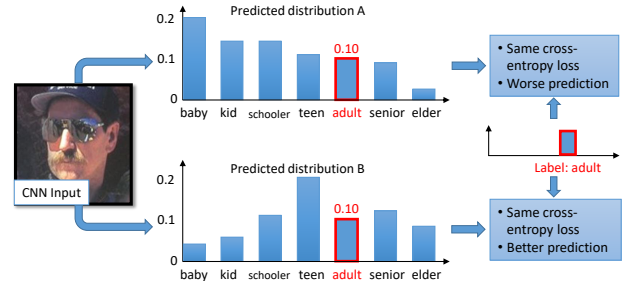 Predicted distribution A
0.2
0.1
0
0.10
baby kid schooler teen adult senior elder
• Same cross-
entropy loss
• Worse prediction
CNN Input
Label: adult
Predicted distribution B
0.2
0.1
0
0.10
baby kid schooler teen adult senior elder
• Same cross-
entropy loss
• Better prediction